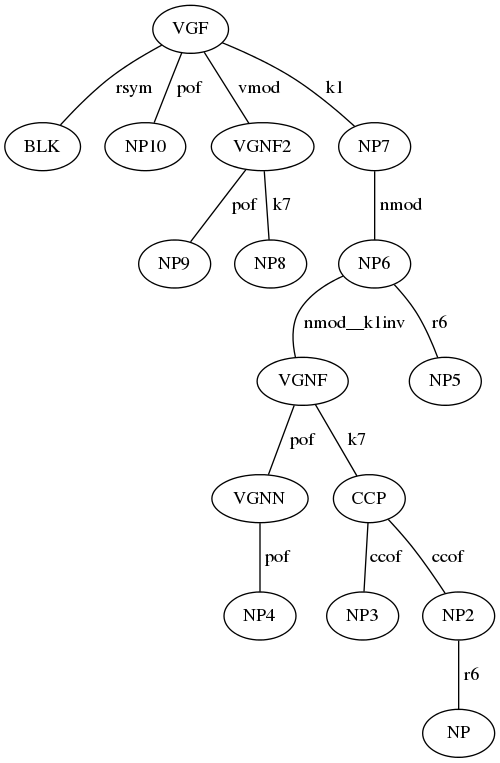 VGF
rsym pof vmod k1
BLK NP10 VGNF2 NP7
pof k7 nmod
NP9 NP8 NP6
nmod__k1inv r6
VGNF NP5
pof k7
VGNN CCP
pof ccof ccof
NP4 NP3 NP2
r6
NP